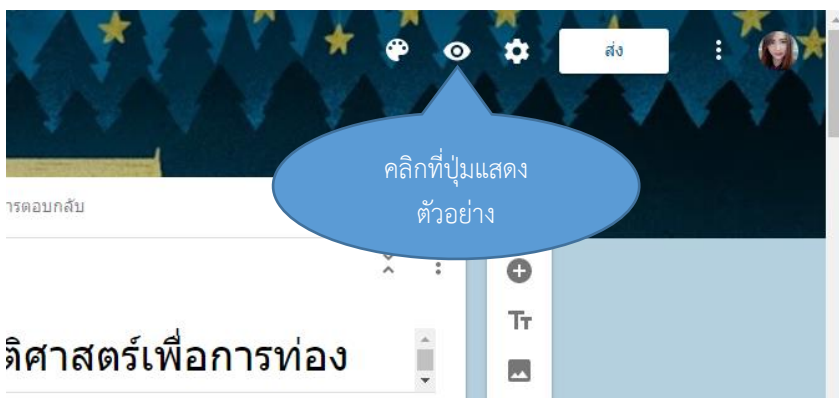 ส่ง
คลิกที่ปุ่มแสดง
ตัวอย่าง
ารตอบกลับ
Tт
ติศาสตร์เพื่อการท่อง